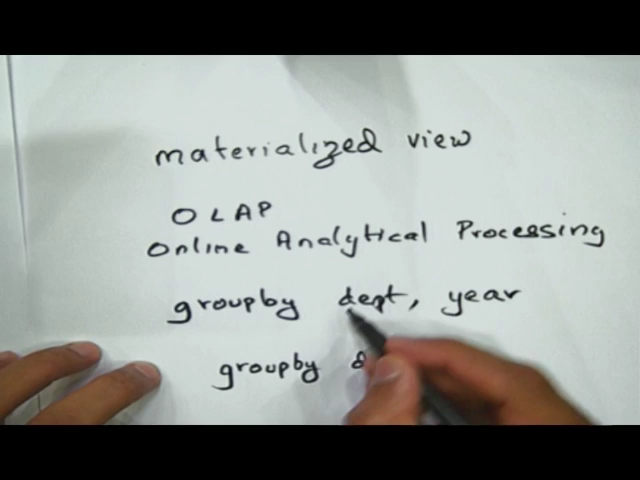 materialized view
OLAP
Online Analytical Processing
groupby dept, year
groupby